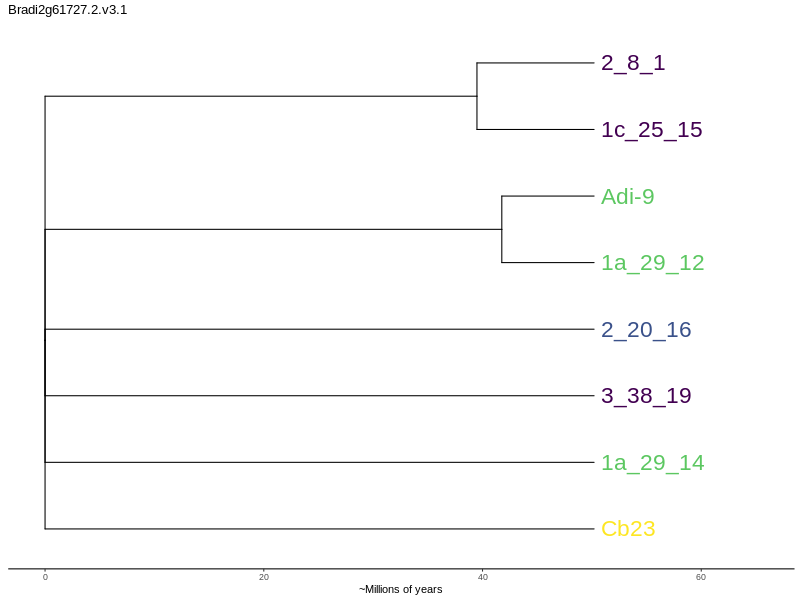 Bradi2g61727.2.v3.1
2_8_1
1c_25_15
Adi-9
1a_29_12
2_20_16
3_38_19
1a_29_14
Cb23
0 20 40 60
~Millions of years